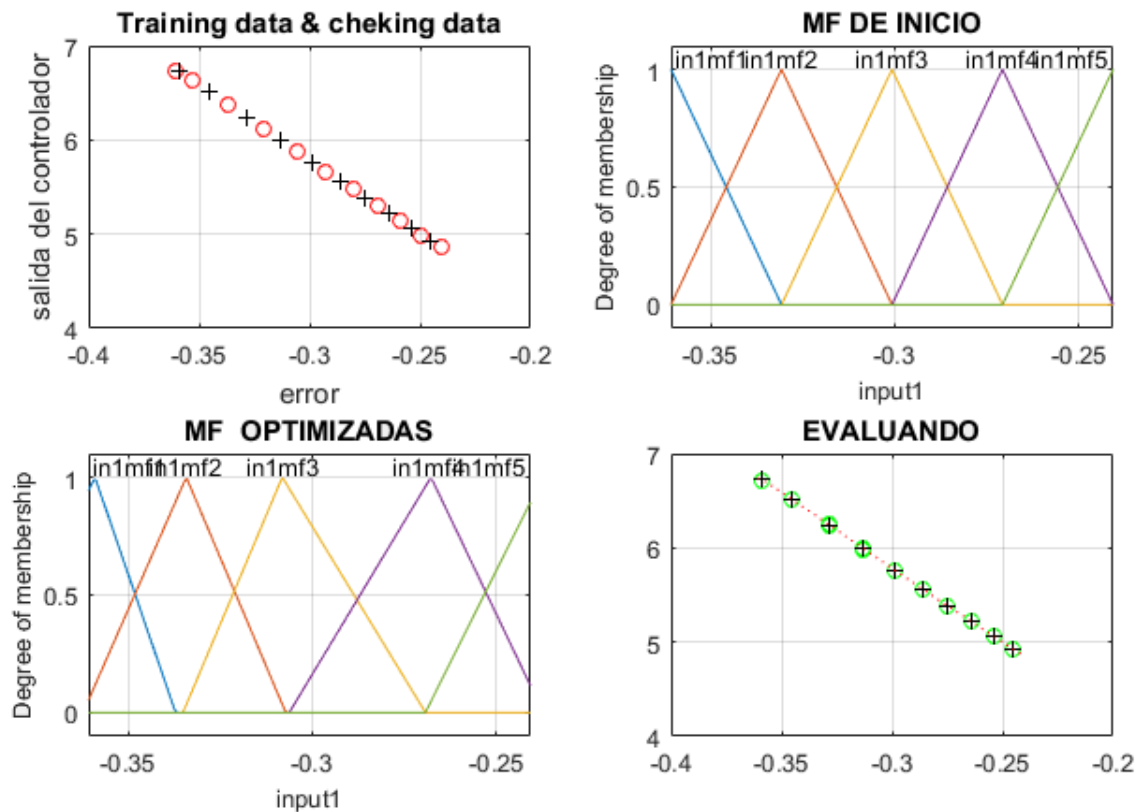 Training data & cheking data
7
6
5
4
salida del controlador
-0.4
-0.35
-0.3
-0.25
-0.2
error
MF DE INICIO
in1mf1
in1mf2
in1mf3
in1mf4
in1mf5
1
0.5
0
Degree of membership
-0.35
-0.3
-0.25
input1
MF OPTIMIZADAS
in1mf1
in1mf2
in1mf3
in1mf4
in1mf5
1
0.5
0
Degree of membership
-0.35
-0.3
-0.25
input1
EVALUANDO
7
6
5
4
-0.4
-0.35
-0.3
-0.25
-0.2